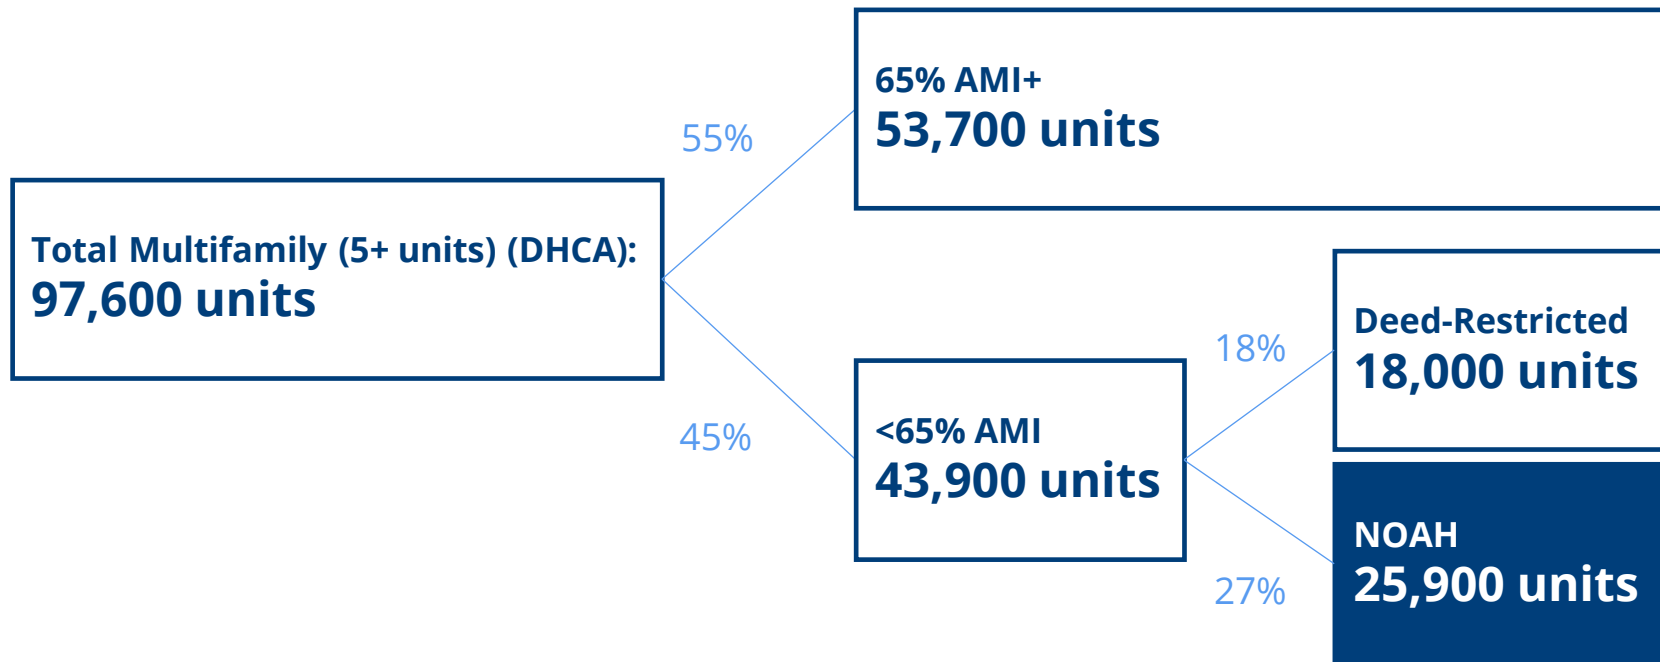 65% AMI+
53,700 units
55%
Total Multifamily (5+ units) (DHCA):
97,600 units
45%
<65% AMI
43,900 units
18%
Deed-Restricted
18,000 units
27%
NOAH
25,900 units